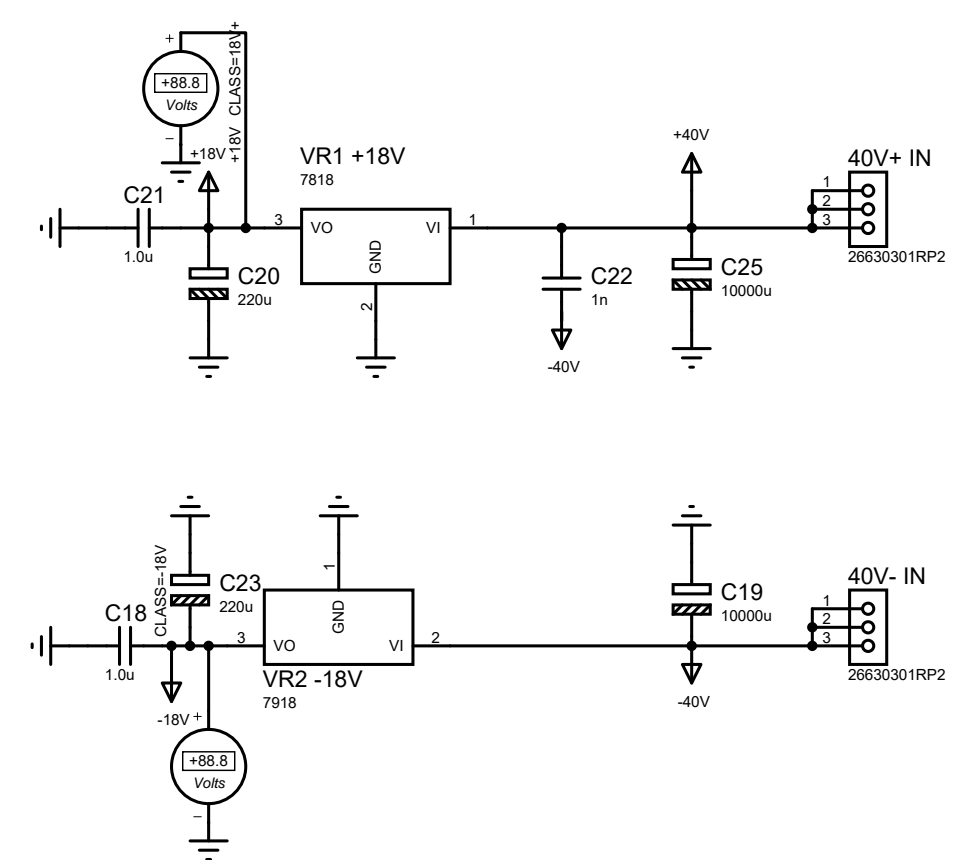 +
+88.8
Volts
–
+18V CLASS=18V+
+18V
C21
1.0u
C20
220u
VR1 +18V
7818
3
VO
VI
1
GND
2
C22
1n
-40V
+40V
C25
10000u
40V+ IN
1
2
3
26630301RP2
CLASS=-18V
C23
220u
C18
1.0u
-18V
3
VO
VI
2
GND
1
VR2 -18V
7918
+
+88.8
Volts
–
C19
10000u
-40V
40V- IN
1
2
3
26630301RP2